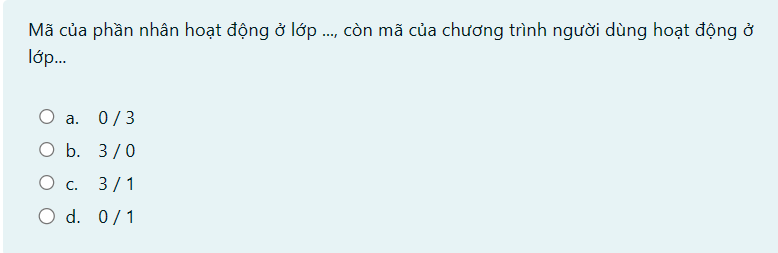 Mã của phần nhân hoạt động ở lớp ..., còn mã của chương trình người dùng hoạt động ở
lớp...
a. 0 / 3
b. 3 / 0
c. 3 / 1
d. 0 / 1